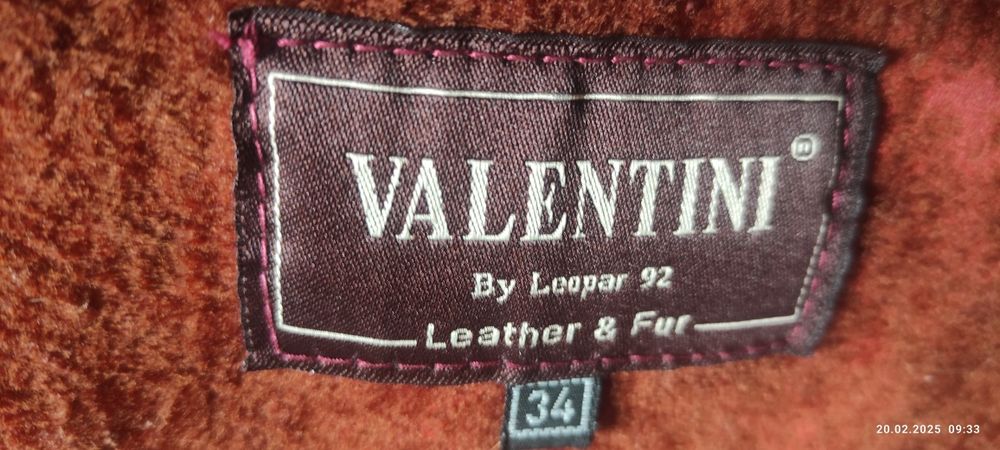 VALENTINI®
By Leopar 92
Leather & Fur
34
20.02.2025 09:33